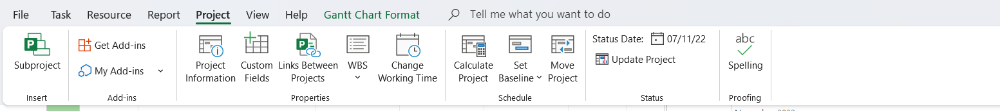 File Task Resource Report Project View Help Gantt Chart Format Tell me what you want to do
P Subproject
Get Add-ins
My Add-ins
Project Information
Custom Fields
P Links Between Projects
WBS
Change Working Time
Calculate Project
Set Baseline
Move Project
Status Date: 07/11/22
Update Project
abc
Spelling
Insert Add-ins Properties Schedule Status Proofing